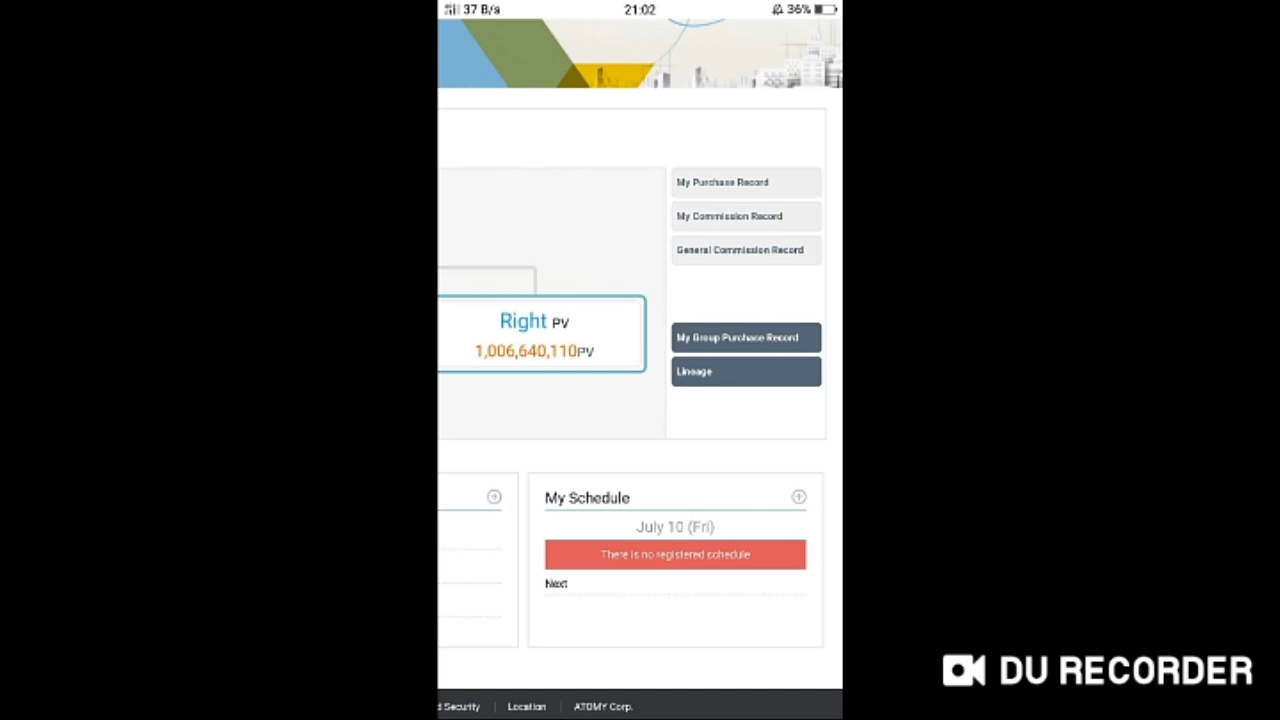 37 B/s 21:02 36%
My Purchase Record
My Commission Record
General Commission Record
Right PV
1,006,640,110PV
My Group Purchase Record
Lineage
My Schedule
July 10 (Fri)
There is no registered schedule
Next
d Security | Location | ATOMY Corp.
DU RECORDER